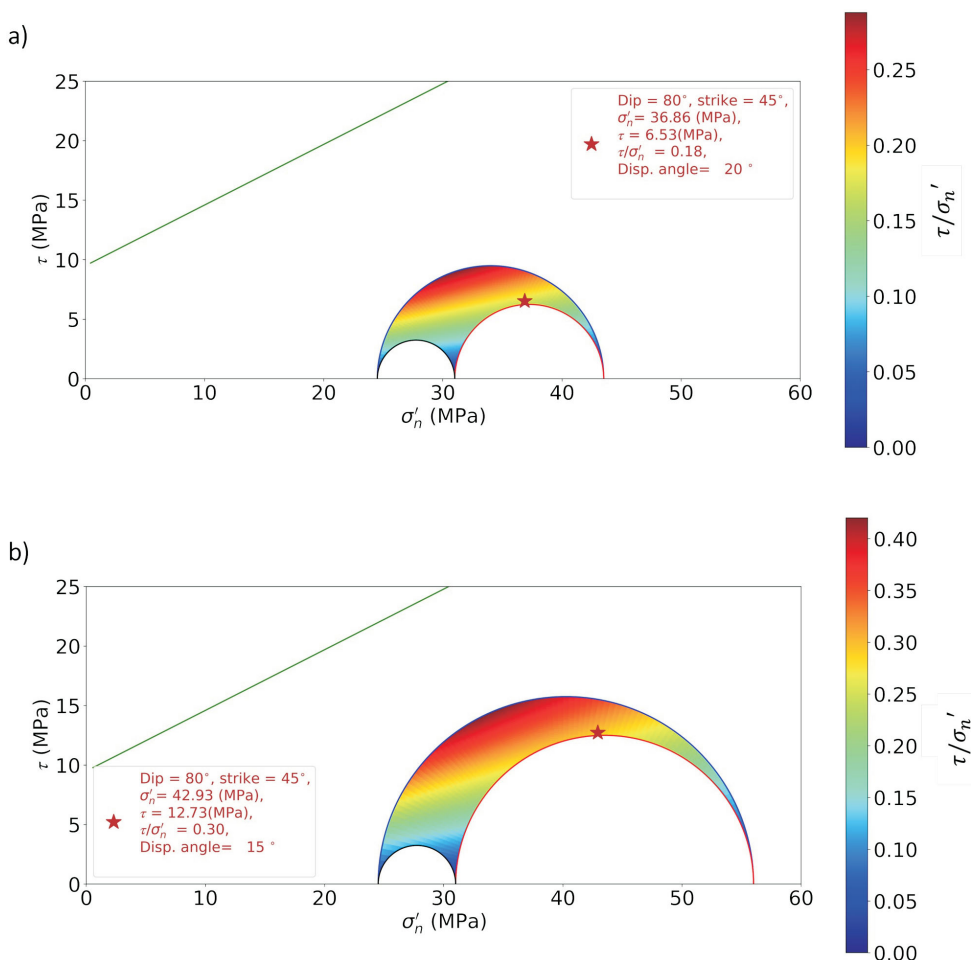 a)
25
20
15
10
5
0
τ (MPa)
0
10
20
30
40
50
60
σ′n (MPa)
Dip = 80°, strike = 45°,
σ′n= 36.86 (MPa),
τ = 6.53(MPa),
τ/σ′n = 0.18,
Disp. angle= 20 °
0.25
0.20
0.15
0.10
0.05
0.00
τ/σn′
b)
25
20
15
10
5
0
τ (MPa)
0
10
20
30
40
50
60
σ′n (MPa)
Dip = 80°, strike = 45°,
σ′n= 42.93 (MPa),
τ = 12.73(MPa),
τ/σ′n = 0.30,
Disp. angle= 15 °
0.40
0.35
0.30
0.25
0.20
0.15
0.10
0.05
0.00
τ/σn′